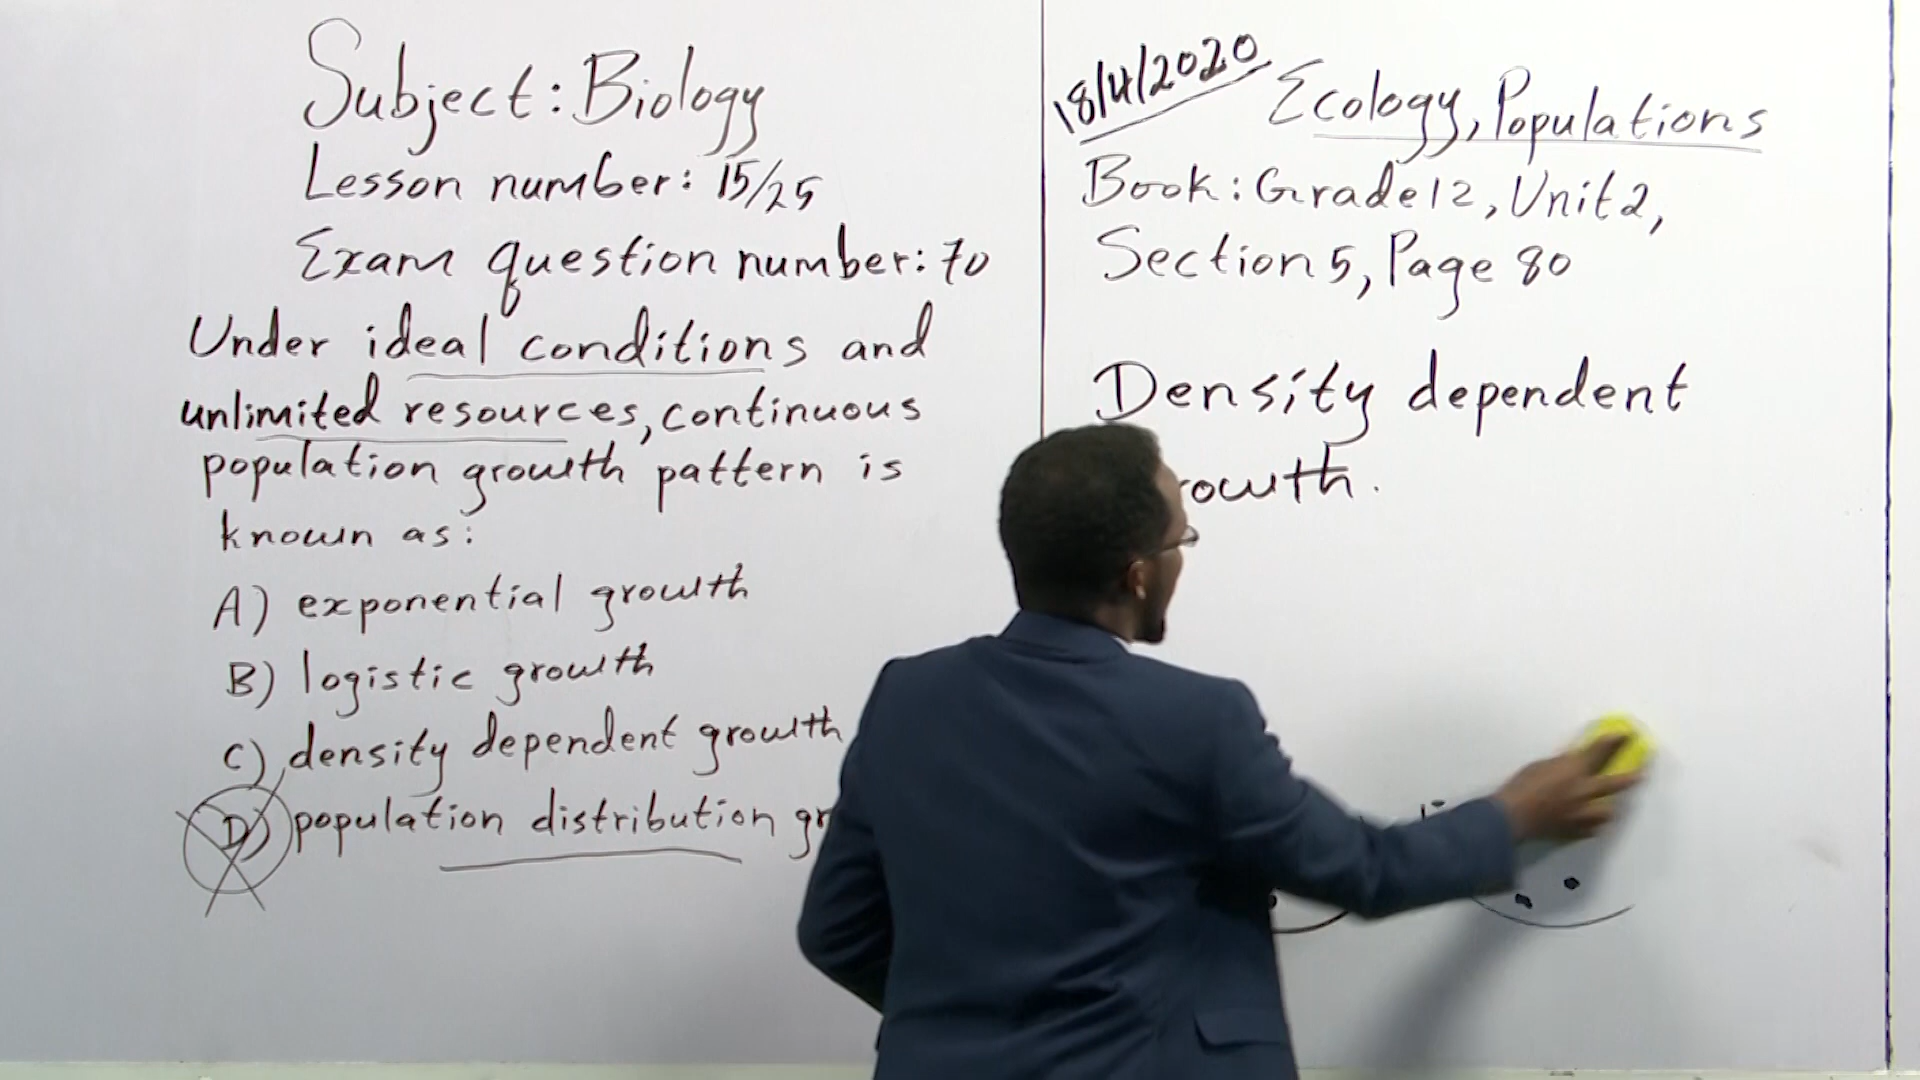 Subject: Biology
Lesson number: 15/25
Exam question number: 70
Under ideal conditions and
unlimited resources, continuous
population growth pattern is
known as:
A) exponential growth
B) logistic growth
C) density dependent growth
D) population distribution gr
18/4/2020
Ecology, Populations
Book: Grade 12, Unit 2,
Section 5, Page 80
Density dependent
rowth.